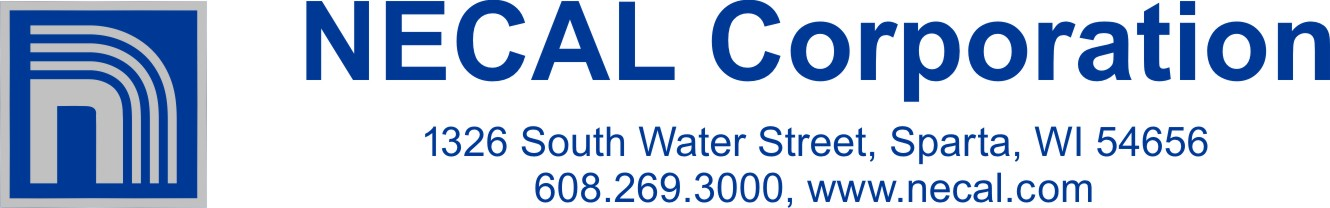 NECAL Corporation
1326 South Water Street, Sparta, WI 54656
608.269.3000, www.necal.com